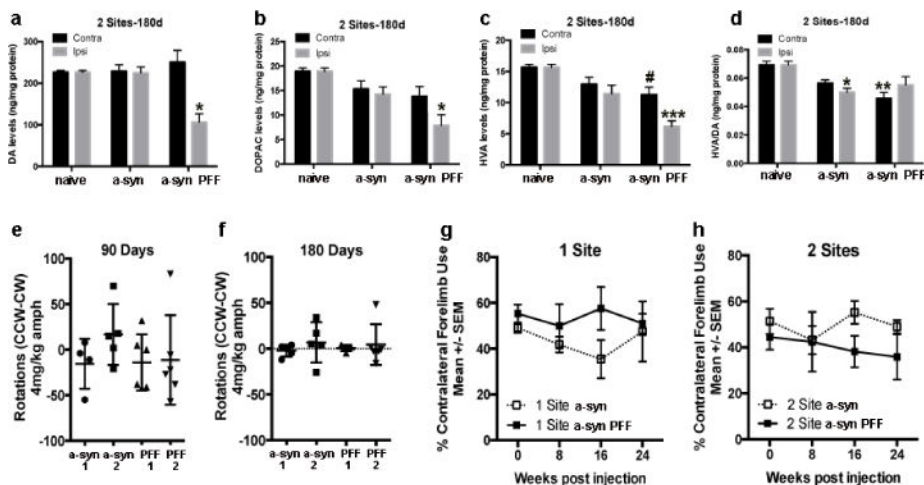 a
2 Sites-180d
Contra
Ipsi
DA levels (ng/mg protein)
300
200
100
0
naive a-syn a-syn PFF
*
b
2 Sites-180d
Contra
Ipsi
DOPAC levels (ng/mg protein)
25
20
15
10
5
0
naive a-syn a-syn PFF
*
c
2 Sites-180d
Contra
Ipsi
HVA levels (ng/mg protein)
20
15
10
5
0
naive a-syn a-syn PFF
#
***
d
2 Sites-180d
Contra
Ipsi
HVA/DA (ng/mg protein)
0.08
0.06
0.04
0.02
0.00
naive a-syn a-syn PFF
*
**
e
90 Days
Rotations (CCW-CW)
4mg/kg amph
100
50
0
-50
-100
a-syn a-syn PFF PFF
1 2 1 2
f
180 Days
Rotations (CCW-CW)
4mg/kg amph
100
50
0
-50
-100
a-syn a-syn PFF PFF
1 2 1 2
g
1 Site
% Contralateral Forelimb Use
Mean +/- SEM
80
60
40
20
0
1 Site a-syn
1 Site a-syn PFF
0 8 16 24
Weeks post injection
h
2 Sites
% Contralateral Forelimb Use
Mean +/- SEM
80
60
40
20
0
2 Site a-syn
2 Site a-syn PFF
0 8 16 24
Weeks post injection